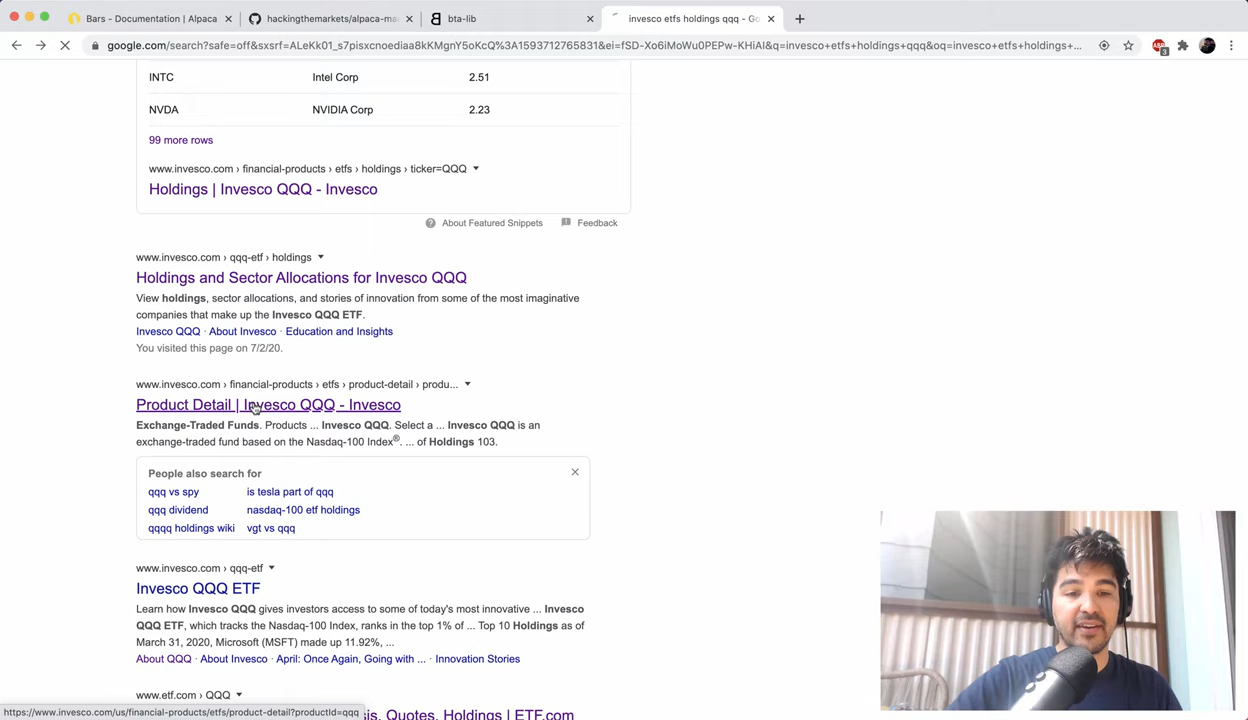 Bars - Documentation | Alpaca
hackingthemarkets/alpaca-ma
bta-lib
invesco etfs holdings qqq - Go
google.com/search?safe=off&sxsrf=ALeKk01_s7pisxcnoediaa8kKMgnY5oKcQ%3A1593712765831&ei=fSD-Xo6iMoWu0PEPw-KHiAI&q=invesco+etfs+holdings+qqq&oq=invesco+etfs+holdings+...
3
INTC Intel Corp 2.51
NVDA NVIDIA Corp 2.23
99 more rows
www.invesco.com › financial-products › etfs › holdings › ticker=QQQ
Holdings | Invesco QQQ - Invesco
About Featured Snippets Feedback
www.invesco.com › qqq-etf › holdings
Holdings and Sector Allocations for Invesco QQQ
View holdings, sector allocations, and stories of innovation from some of the most imaginative
companies that make up the Invesco QQQ ETF.
Invesco QQQ · About Invesco · Education and Insights
You visited this page on 7/2/20.
www.invesco.com › financial-products › etfs › product-detail › produ...
Product Detail | Invesco QQQ - Invesco
Exchange-Traded Funds. Products ... Invesco QQQ. Select a ... Invesco QQQ is an
exchange-traded fund based on the Nasdaq-100 Index®. ... of Holdings 103.
People also search for
qqq vs spy is tesla part of qqq
qqq dividend nasdaq-100 etf holdings
qqqq holdings wiki vgt vs qqq
www.invesco.com › qqq-etf
Invesco QQQ ETF
Learn how Invesco QQQ gives investors access to some of today's most innovative ... Invesco
QQQ ETF, which tracks the Nasdaq-100 Index, ranks in the top 1% of ... Top 10 Holdings as of
March 31, 2020, Microsoft (MSFT) made up 11.92%, ...
About QQQ · About Invesco · April: Once Again, Going with ... · Innovation Stories
www.etf.com › QQQ
sis, Quotes, Holdings | ETF.com
https://www.invesco.com/us/financial-products/etfs/product-detail?productId=qqq